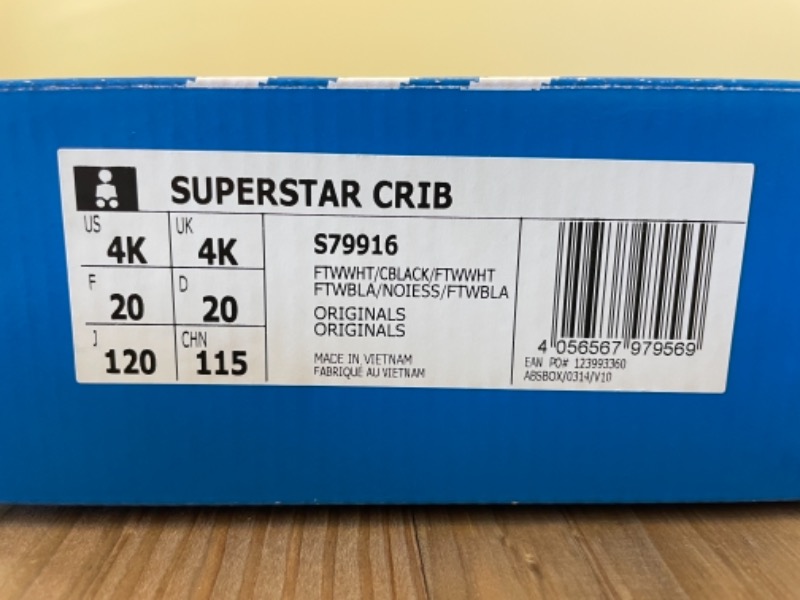 SUPERSTAR CRIB
US 4K UK 4K
F 20 D 20
J 120 CHN 115
S79916
FTWWHT/CBLACK/FTWWHT
FTWBLA/NOIESS/FTWBLA
ORIGINALS
ORIGINALS
MADE IN VIETNAM
FABRIQUÉ AU VIETNAM
4 056567 979569
EAN PO# 123993360
ABSBOX/0314/V10